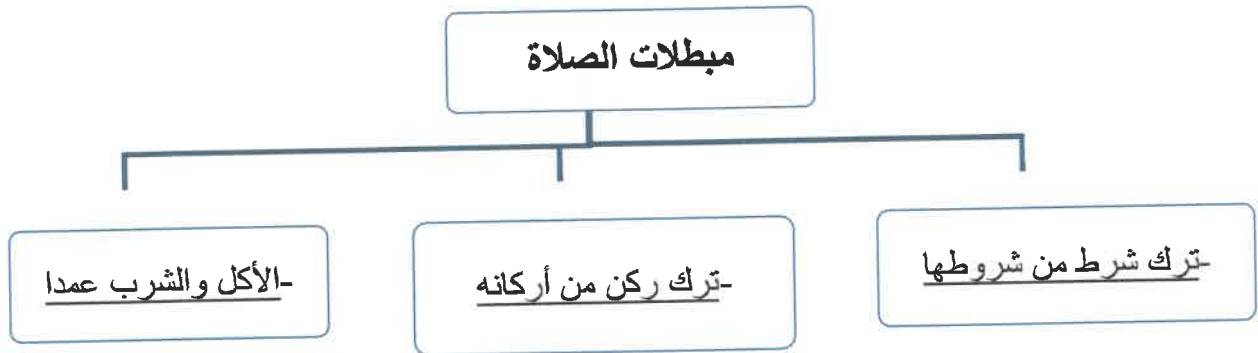 مبطلات الصلاة
-ترك شرط من شروطها
-ترك ركن من أركانه
-الأكل والشرب عمدا